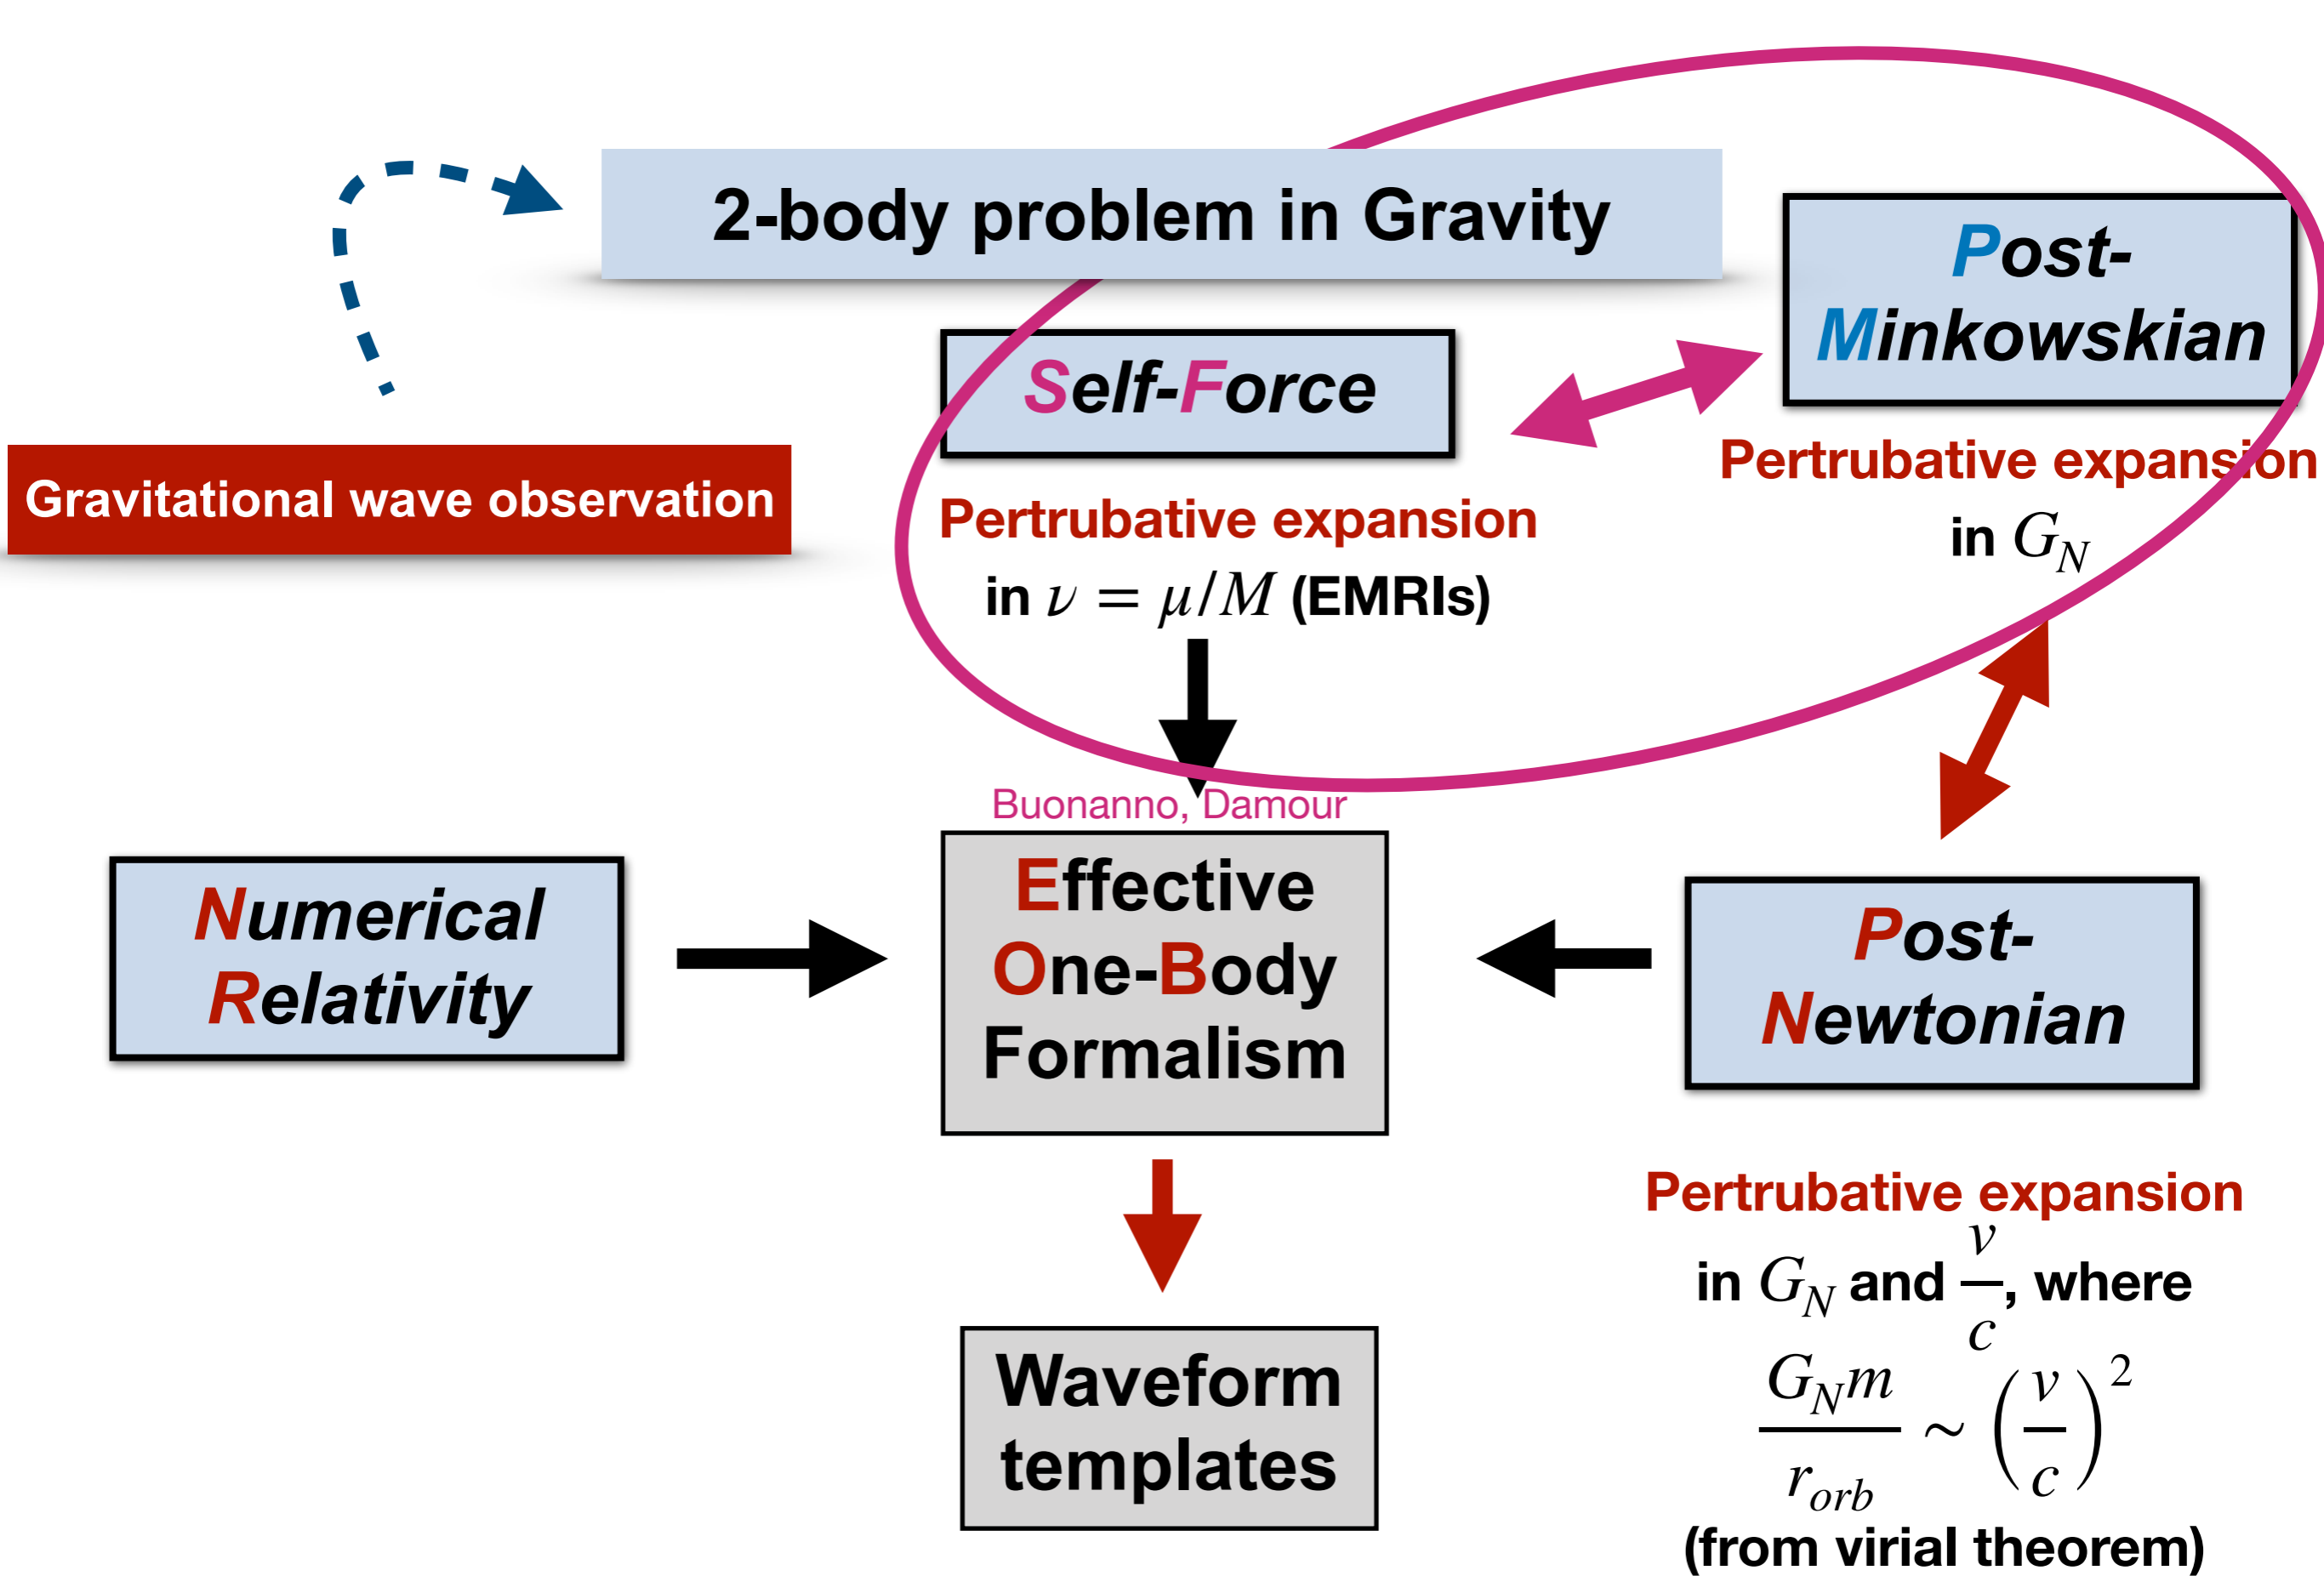 2-body problem in Gravity
Post-
Minkowskian
Self-Force
Pertrubative expansion
in G_N
Gravitational wave observation
Pertrubative expansion
in ν = μ/M (EMRIs)
Buonanno, Damour
Numerical
Relativity
Effective
One-Body
Formalism
Post-
Newtonian
Pertrubative expansion
in G_N and v/c, where
G_N m / r_orb ∼ (v/c)^2
(from virial theorem)
Waveform
templates